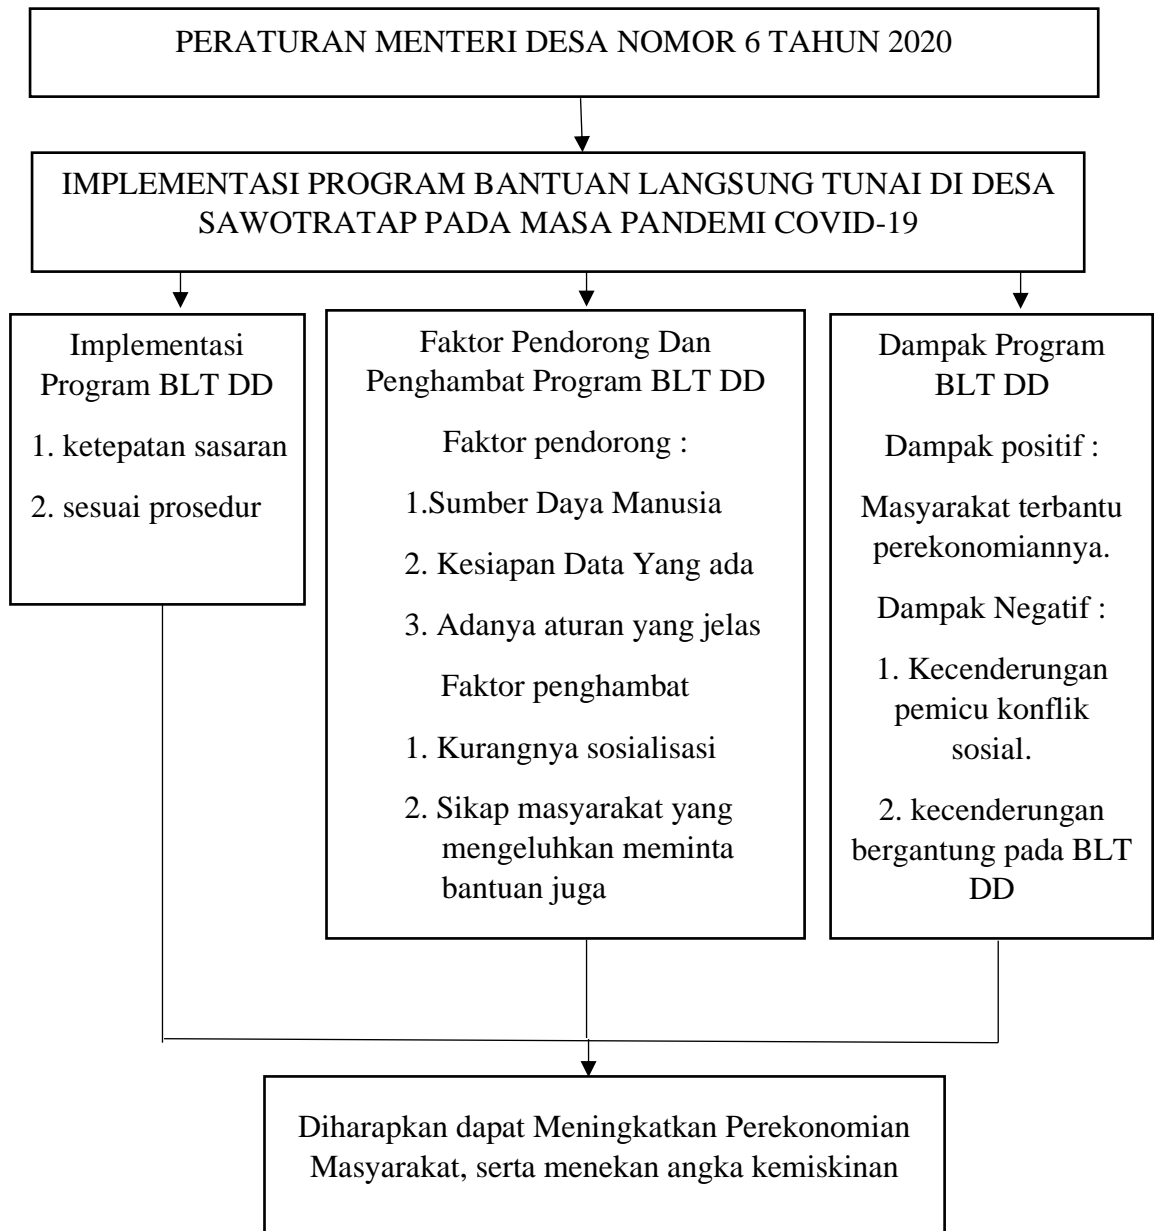 PERATURAN MENTERI DESA NOMOR 6 TAHUN 2020
IMPLEMENTASI PROGRAM BANTUAN LANGSUNG TUNAI DI DESA
SAWOTRATAP PADA MASA PANDEMI COVID-19
Implementasi
Program BLT DD
1. ketepatan sasaran
2. sesuai prosedur
Faktor Pendorong Dan
Penghambat Program BLT DD
Faktor pendorong :
1.Sumber Daya Manusia
2. Kesiapan Data Yang ada
3. Adanya aturan yang jelas
Faktor penghambat
1. Kurangnya sosialisasi
2. Sikap masyarakat yang
mengeluhkan meminta
bantuan juga
Dampak Program
BLT DD
Dampak positif :
Masyarakat terbantu
perekonomiannya.
Dampak Negatif :
1. Kecenderungan
pemicu konflik
sosial.
2. kecenderungan
bergantung pada BLT
DD
Diharapkan dapat Meningkatkan Perekonomian
Masyarakat, serta menekan angka kemiskinan